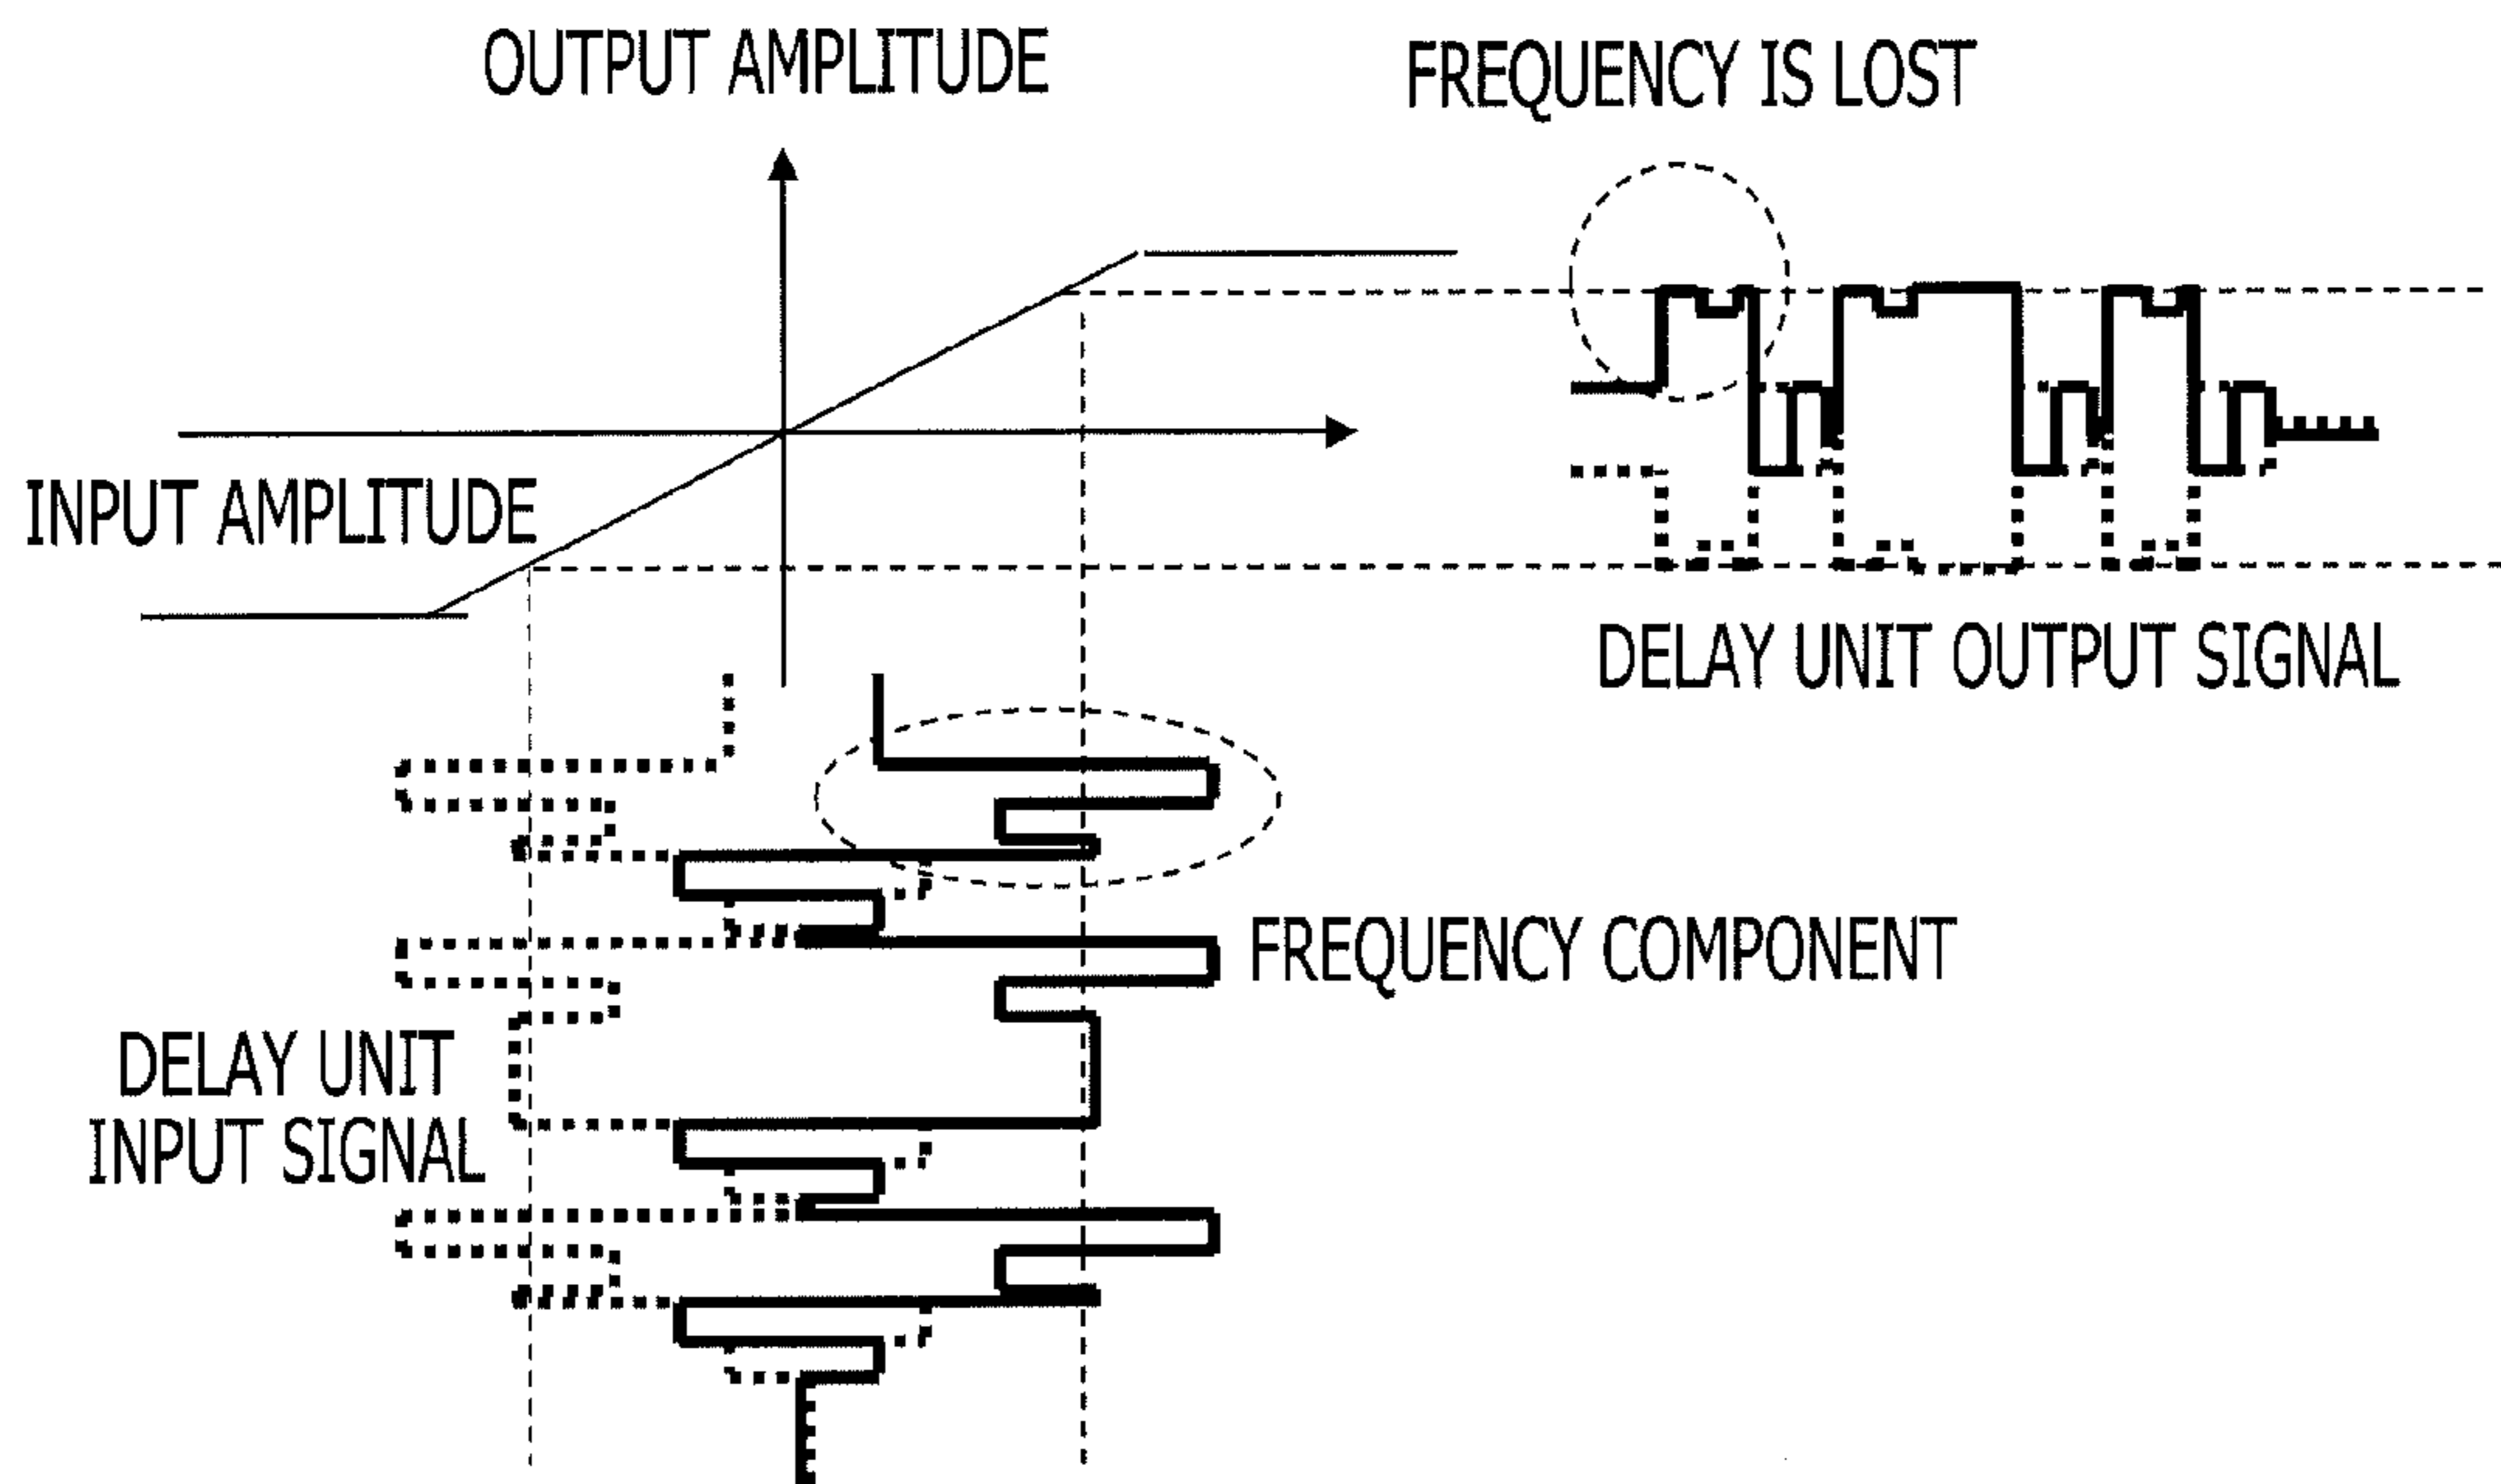 OUTPUT AMPLITUDE
FREQUENCY IS LOST
INPUT AMPLITUDE
DELAY UNIT OUTPUT SIGNAL
FREQUENCY COMPONENT
DELAY UNIT
INPUT SIGNAL